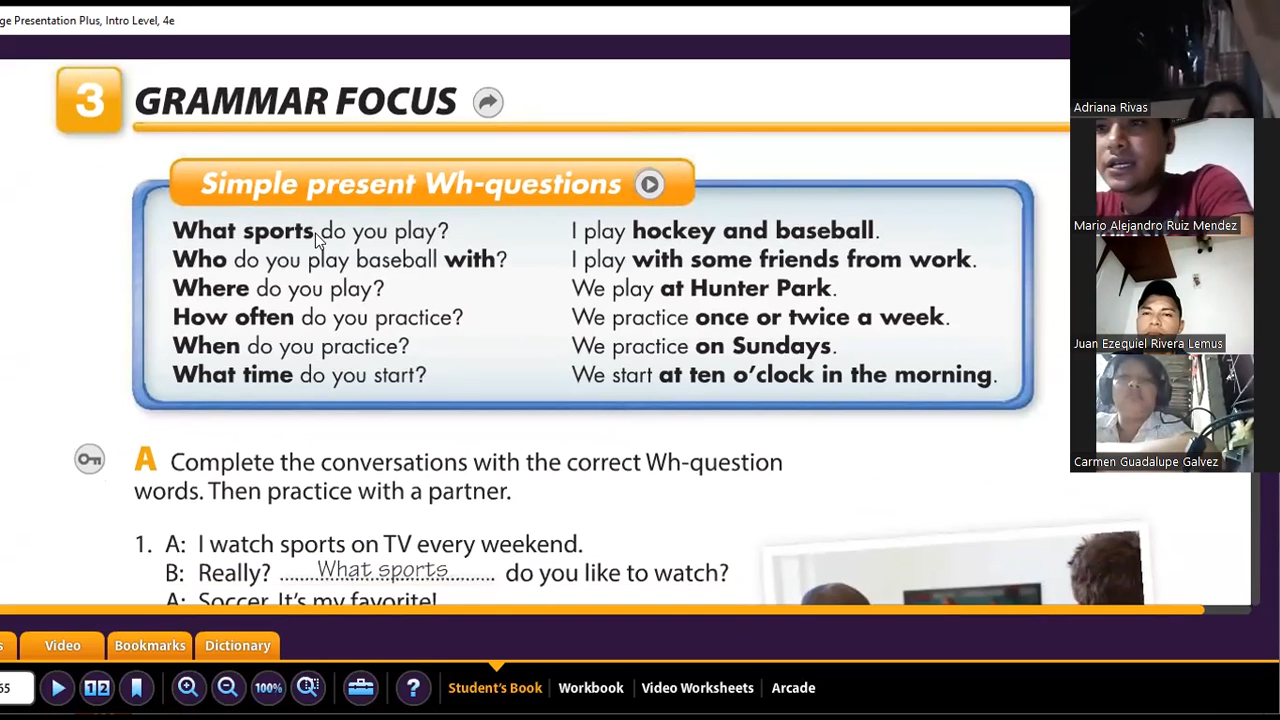 ge Presentation Plus, Intro Level, 4e
3 GRAMMAR FOCUS
Simple present Wh-questions
What sports do you play? I play hockey and baseball.
Who do you play baseball with? I play with some friends from work.
Where do you play? We play at Hunter Park.
How often do you practice? We practice once or twice a week.
When do you practice? We practice on Sundays.
What time do you start? We start at ten o'clock in the morning.
A Complete the conversations with the correct Wh-question
words. Then practice with a partner.
1. A: I watch sports on TV every weekend.
B: Really? What sports do you like to watch?
A: Soccer. It's my favorite!
Adriana Rivas
Mario Alejandro Ruiz Mendez
Juan Ezequiel Rivera Lemus
Carmen Guadalupe Galvez
s Video Bookmarks Dictionary
65 12 100% ? Student's Book Workbook Video Worksheets Arcade